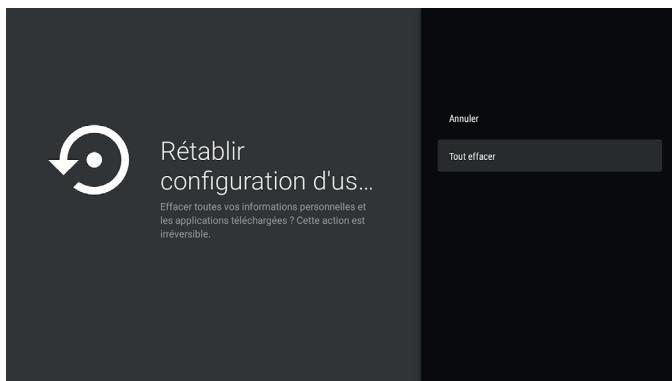 Rétablir
configuration d'us...
Effacer toutes vos informations personnelles et
les applications téléchargées ? Cette action est
irréversible.
Annuler
Tout effacer